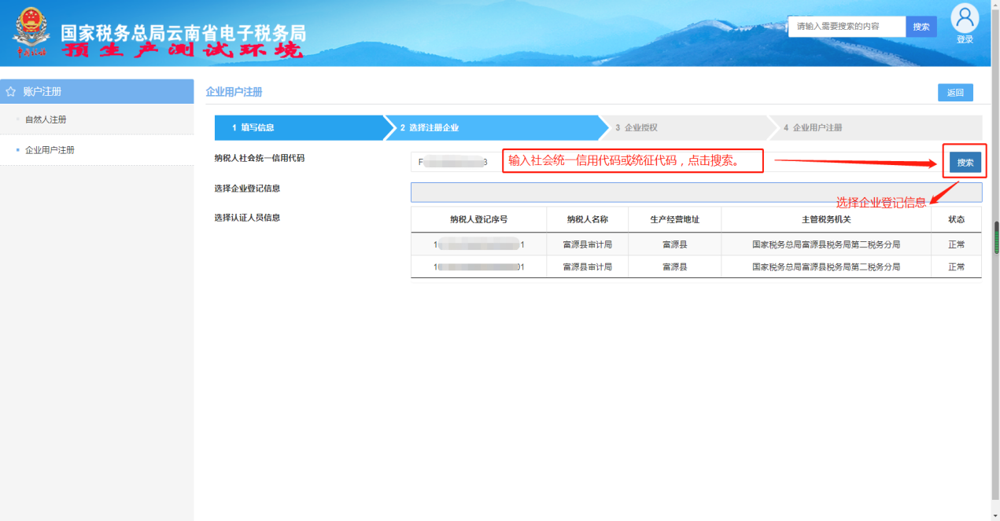 国家税务总局云南省电子税务局
预生产测试环境
请输入需要搜索的内容
搜索
登录
账户注册
自然人注册
企业用户注册
企业用户注册
返回
1 填写信息
2 选择注册企业
3 企业授权
4 企业用户注册
纳税人社会统一信用代码
F 3
输入社会统一信用代码或统征代码，点击搜索。
搜索
选择企业登记信息
选择企业登记信息
选择认证人员信息
纳税人登记序号 纳税人名称 生产经营地址 主管税务机关 状态
1 1 富源县审计局 富源县 国家税务总局富源县税务局第二税务分局 正常
1 01 富源县审计局 富源县 国家税务总局富源县税务局第二税务分局 正常